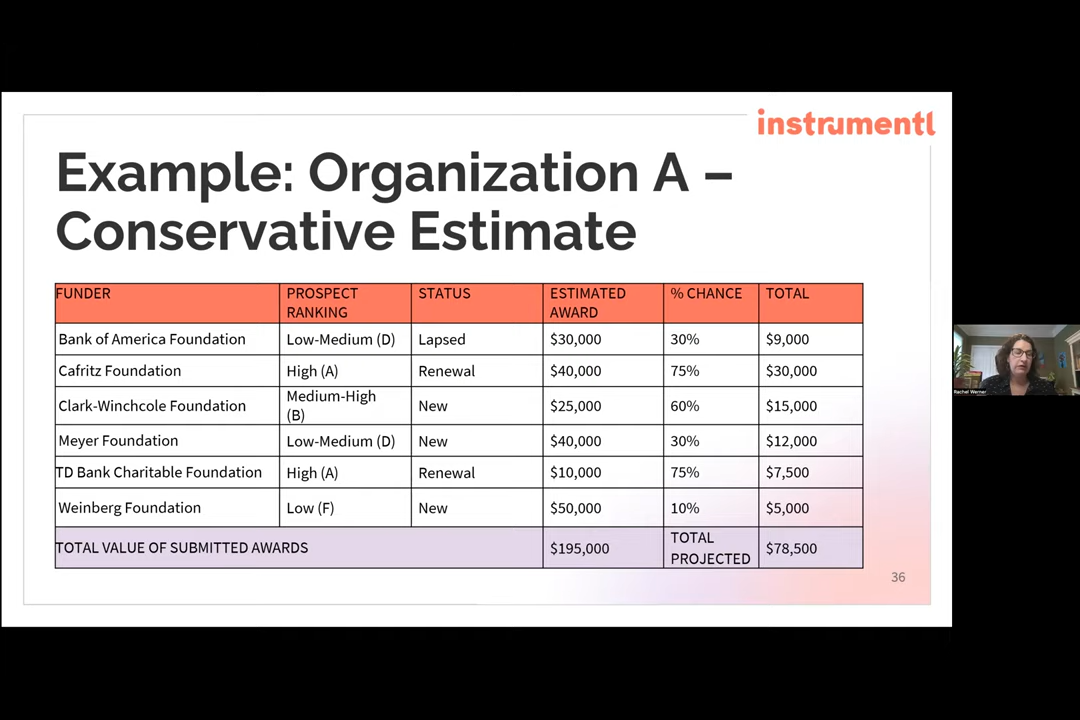 instrumentl
Example: Organization A –
Conservative Estimate
FUNDER PROSPECT RANKING STATUS ESTIMATED AWARD % CHANCE TOTAL
Bank of America Foundation Low-Medium (D) Lapsed $30,000 30% $9,000
Cafritz Foundation High (A) Renewal $40,000 75% $30,000
Clark-Winchcole Foundation Medium-High (B) New $25,000 60% $15,000
Meyer Foundation Low-Medium (D) New $40,000 30% $12,000
TD Bank Charitable Foundation High (A) Renewal $10,000 75% $7,500
Weinberg Foundation Low (F) New $50,000 10% $5,000
TOTAL VALUE OF SUBMITTED AWARDS $195,000 TOTAL PROJECTED $78,500
36
Rachel Werner